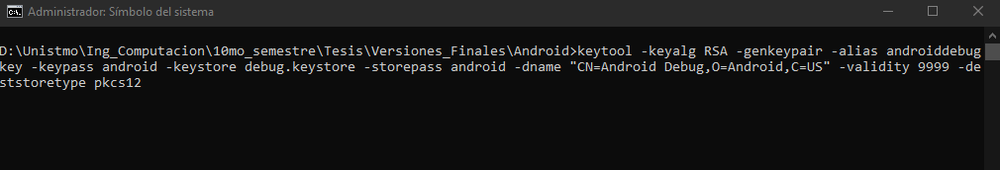 Administrador: Símbolo del sistema
D:\Unistmo\Ing_Computacion\10mo_semestre\Tesis\Versiones_Finales\Android>keytool -keyalg RSA -genkeypair -alias androiddebug
key -keypass android -keystore debug.keystore -storepass android -dname "CN=Android Debug,O=Android,C=US" -validity 9999 -de
ststoretype pkcs12